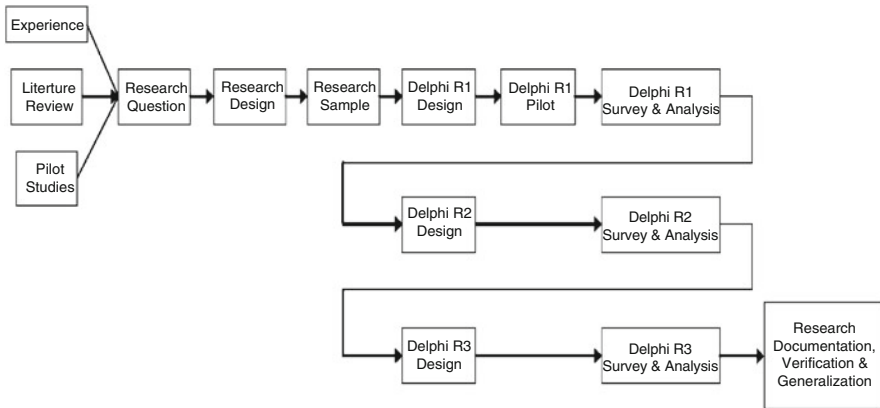 Experience
Literture
Review
Pilot
Studies
Research
Question
Research
Design
Research
Sample
Delphi R1
Design
Delphi R1
Pilot
Delphi R1
Survey & Analysis
Delphi R2
Design
Delphi R2
Survey & Analysis
Delphi R3
Design
Delphi R3
Survey & Analysis
Research
Documentation,
Verification &
Generalization